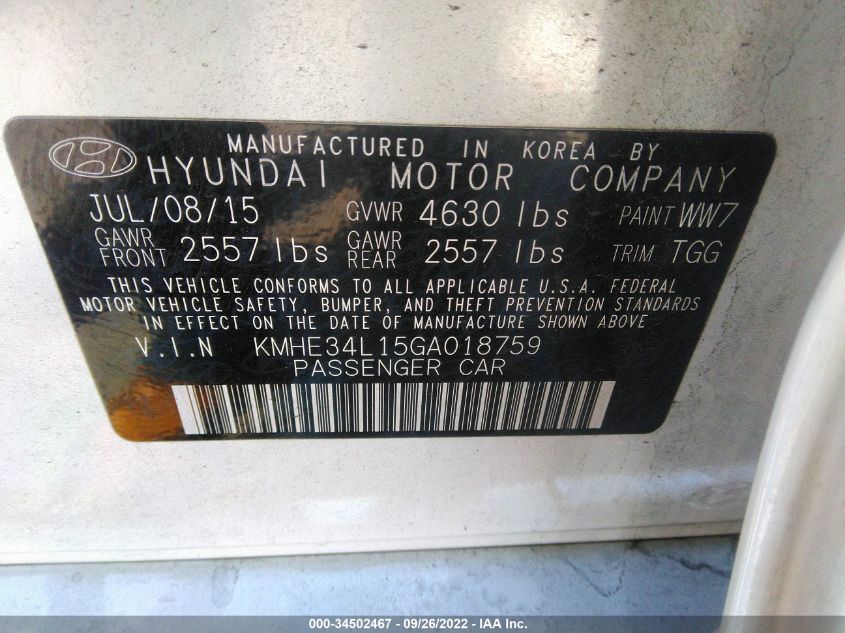 MANUFACTURED IN KOREA BY
HYUNDAI MOTOR COMPANY
JUL/08/15 GVWR 4630 lbs PAINT WW7
GAWR FRONT 2557 lbs GAWR REAR 2557 lbs TRIM TGG
THIS VEHICLE CONFORMS TO ALL APPLICABLE U.S.A. FEDERAL
MOTOR VEHICLE SAFETY, BUMPER, AND THEFT PREVENTION STANDARDS
IN EFFECT ON THE DATE OF MANUFACTURE SHOWN ABOVE
V.I.N KMHE34L15GA018759
PASSENGER CAR
000-34502467 - 09/26/2022 - IAA Inc.